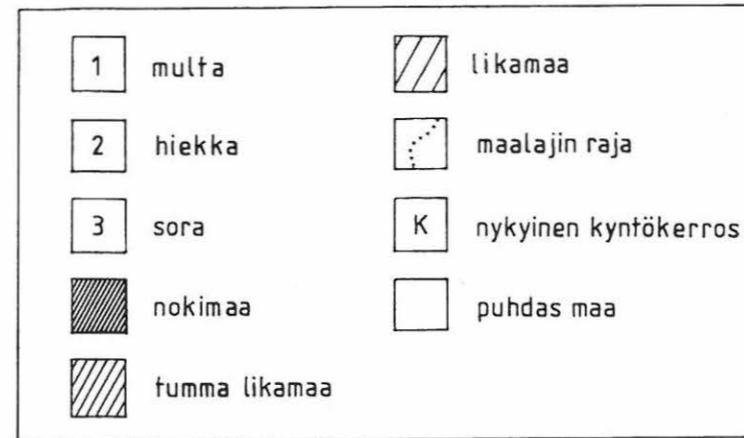 1 multa
2 hiekka
3 sora
nokimaa
tumma likamaa
likamaa
maalajin raja
K nykyinen kyntökerros
puhdas maa